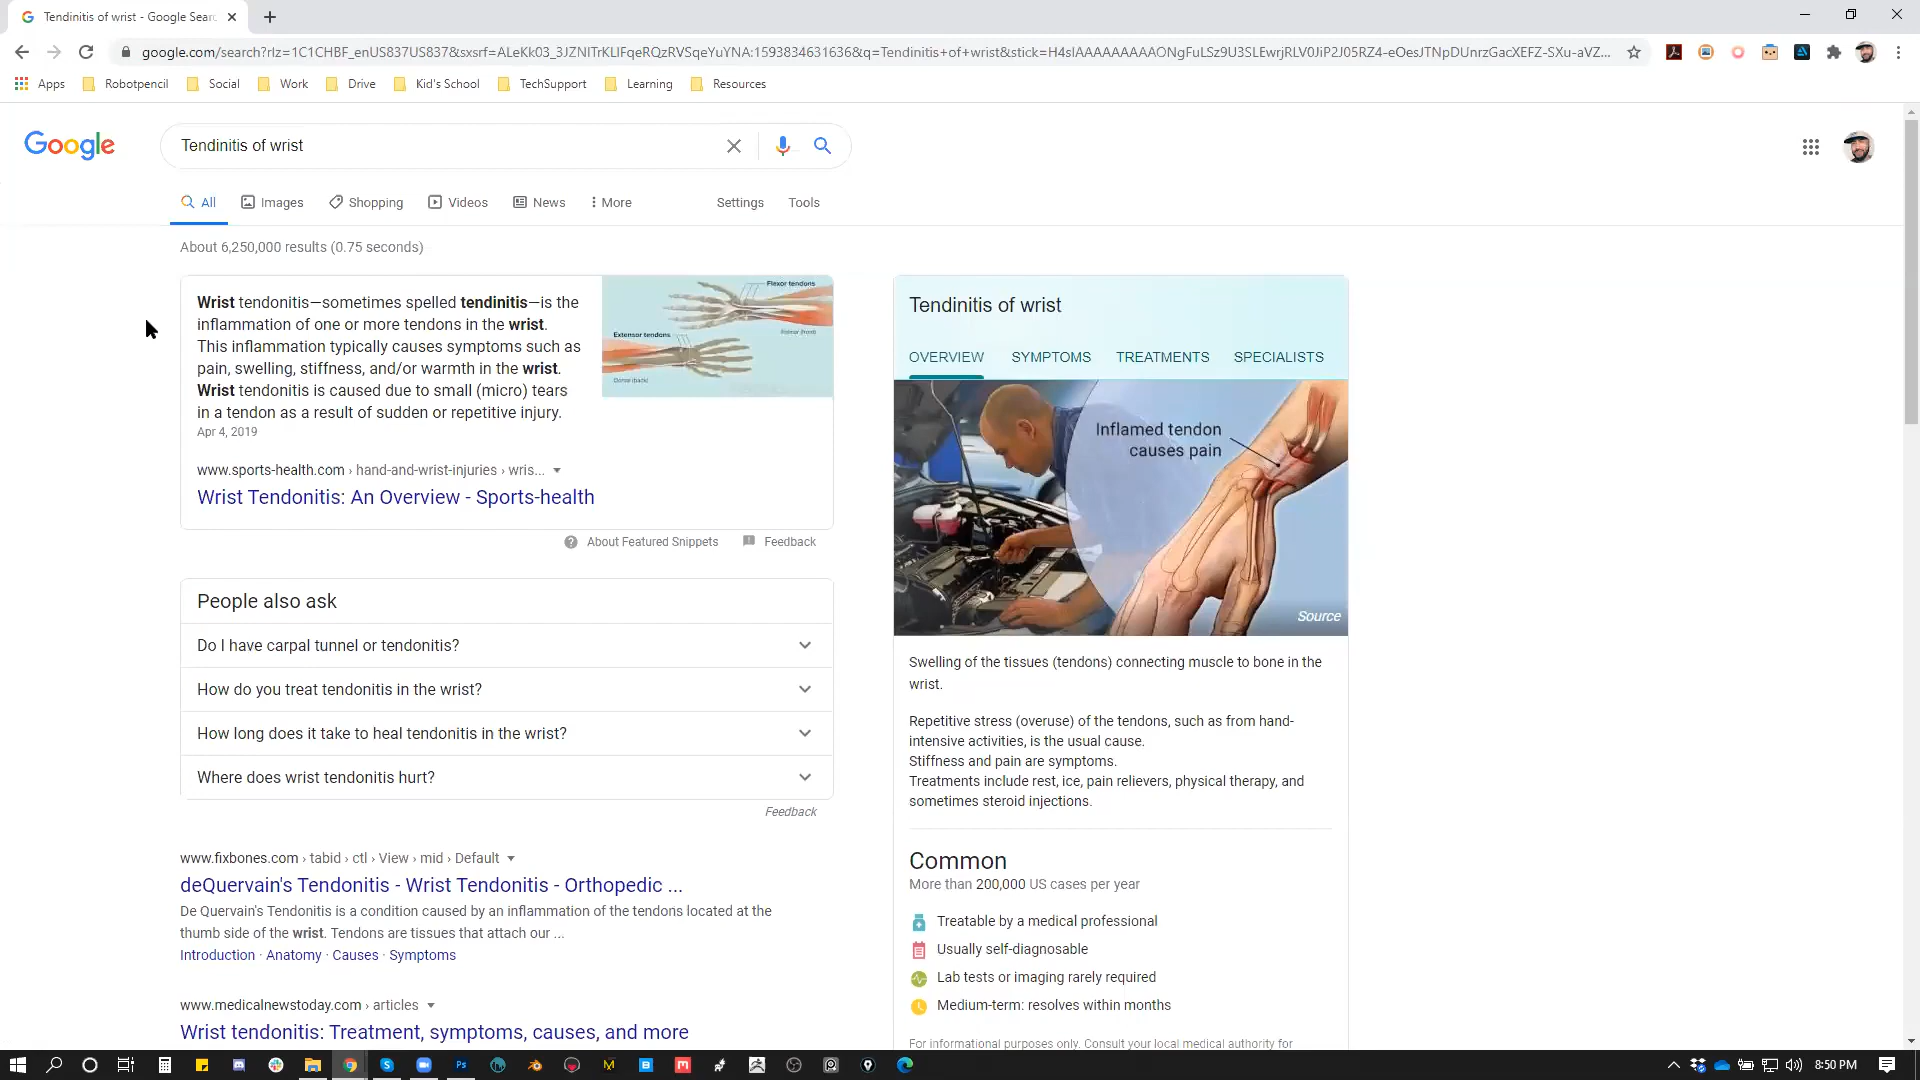 Tendinitis of wrist - Google Sear
google.com/search?rlz=1C1CHBF_enUS837US837&sxsrf=ALeKk03_3JZNlTrKLlFqeRQzRVSqeYuYNA:1593834631636&q=Tendinitis+of+wrist&stick=H4sIAAAAAAAAAONgFuLSz9U3SLEwrjRLV0JiP2J05RZ4-eOesJTNpDUnrzGacXEFZ-SXu-aVZ...
Apps Robotpencil Social Work Drive Kid's School TechSupport Learning Resources
Google
Tendinitis of wrist
All Images Shopping Videos News More Settings Tools
About 6,250,000 results (0.75 seconds)
Wrist tendonitis—sometimes spelled tendinitis—is the
inflammation of one or more tendons in the wrist.
This inflammation typically causes symptoms such as
pain, swelling, stiffness, and/or warmth in the wrist.
Wrist tendonitis is caused due to small (micro) tears
in a tendon as a result of sudden or repetitive injury.
Apr 4, 2019
Flexor tendons
Extensor tendons
Dorsal (back)
www.sports-health.com › hand-and-wrist-injuries › wris...
Wrist Tendonitis: An Overview - Sports-health
About Featured Snippets Feedback
People also ask
Do I have carpal tunnel or tendonitis?
How do you treat tendonitis in the wrist?
How long does it take to heal tendonitis in the wrist?
Where does wrist tendonitis hurt?
Feedback
www.fixbones.com › tabid › ctl › View › mid › Default
deQuervain's Tendonitis - Wrist Tendonitis - Orthopedic ...
De Quervain's Tendonitis is a condition caused by an inflammation of the tendons located at the
thumb side of the wrist. Tendons are tissues that attach our ...
Introduction · Anatomy · Causes · Symptoms
www.medicalnewstoday.com › articles
Wrist tendonitis: Treatment, symptoms, causes, and more
Tendinitis of wrist
OVERVIEW SYMPTOMS TREATMENTS SPECIALISTS
Inflamed tendon
causes pain
Source
Swelling of the tissues (tendons) connecting muscle to bone in the
wrist.
Repetitive stress (overuse) of the tendons, such as from hand-
intensive activities, is the usual cause.
Stiffness and pain are symptoms.
Treatments include rest, ice, pain relievers, physical therapy, and
sometimes steroid injections.
Common
More than 200,000 US cases per year
Treatable by a medical professional
Usually self-diagnosable
Lab tests or imaging rarely required
Medium-term: resolves within months
For informational purposes only. Consult your local medical authority for
8:50 PM